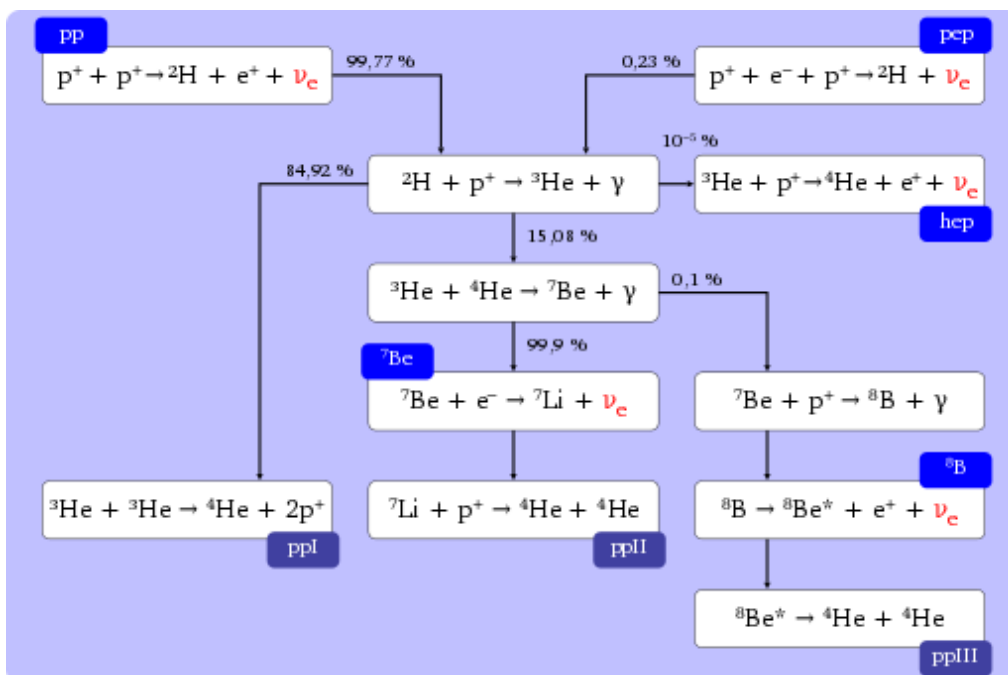 pp
pep
p⁺ + p⁺→ ²H + e⁺ + νₑ
99,77 %
0,23 %
p⁺ + e⁻ + p⁺→ ²H + νₑ
84,92 %
²H + p⁺ → ³He + γ
10⁻⁵ %
³He + p⁺→ ⁴He + e⁺ + νₑ
hep
15,08 %
³He + ⁴He → ⁷Be + γ
0,1 %
99,9 %
⁷Be
⁷Be + e⁻ → ⁷Li + νₑ
⁷Be + p⁺ → ⁸B + γ
⁸B
³He + ³He → ⁴He + 2p⁺
⁷Li + p⁺ → ⁴He + ⁴He
⁸B → ⁸Be* + e⁺ + νₑ
ppI
ppII
⁸Be* → ⁴He + ⁴He
ppIII